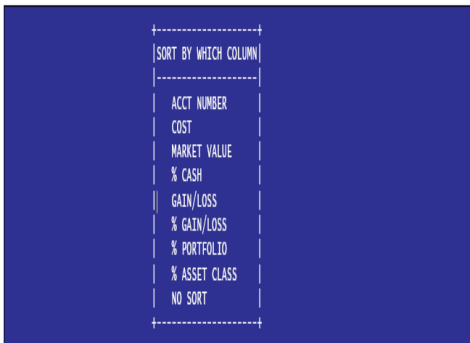 SORT BY WHICH COLUMN
ACCT NUMBER
COST
MARKET VALUE
% CASH
GAIN/LOSS
% GAIN/LOSS
% PORTFOLIO
% ASSET CLASS
NO SORT